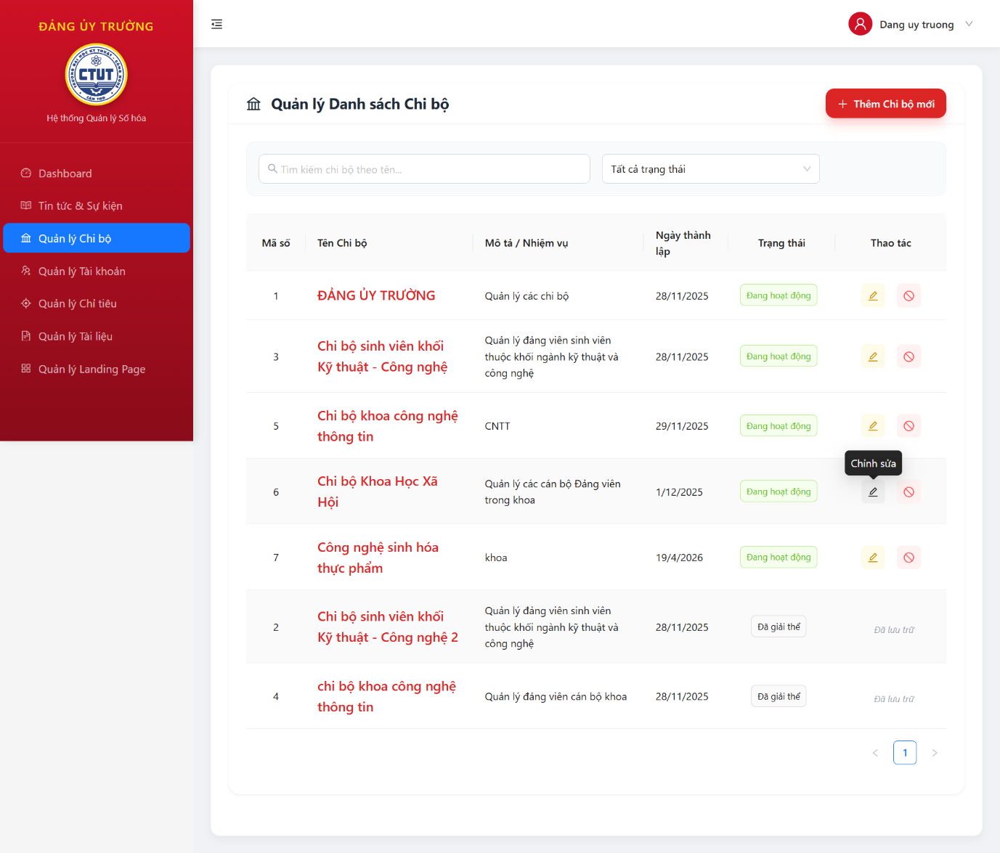 ĐẢNG ỦY TRƯỜNG
TRƯỜNG ĐẠI HỌC KỸ THUẬT - CÔNG NGHỆ
CTUT
CẦN THƠ
Hệ thống Quản lý Số hóa
Dashboard
Tin tức & Sự kiện
Quản lý Chi bộ
Quản lý Tài khoản
Quản lý Chỉ tiêu
Quản lý Tài liệu
Quản lý Landing Page
Dang uy truong
Quản lý Danh sách Chi bộ
Thêm Chi bộ mới
Tìm kiếm chi bộ theo tên...
Tất cả trạng thái
Mã số
Tên Chi bộ
Mô tả / Nhiệm vụ
Ngày thành
lập
Trạng thái
Thao tác
1
ĐẢNG ỦY TRƯỜNG
Quản lý các chi bộ
28/11/2025
Đang hoạt động
3
Chi bộ sinh viên khối
Kỹ thuật - Công nghệ
Quản lý đảng viên sinh viên
thuộc khối ngành kỹ thuật và
công nghệ
28/11/2025
Đang hoạt động
5
Chi bộ khoa công nghệ
thông tin
CNTT
29/11/2025
Đang hoạt động
Chỉnh sửa
6
Chi bộ Khoa Học Xã
Hội
Quản lý các cán bộ Đảng viên
trong khoa
1/12/2025
Đang hoạt động
7
Công nghệ sinh hóa
thực phẩm
khoa
19/4/2026
Đang hoạt động
2
Chi bộ sinh viên khối
Kỹ thuật - Công nghệ 2
Quản lý đảng viên sinh viên
thuộc khối ngành kỹ thuật và
công nghệ
28/11/2025
Đã giải thể
Đã lưu trữ
4
chi bộ khoa công nghệ
thông tin
Quản lý đảng viên cán bộ khoa
28/11/2025
Đã giải thể
Đã lưu trữ
1